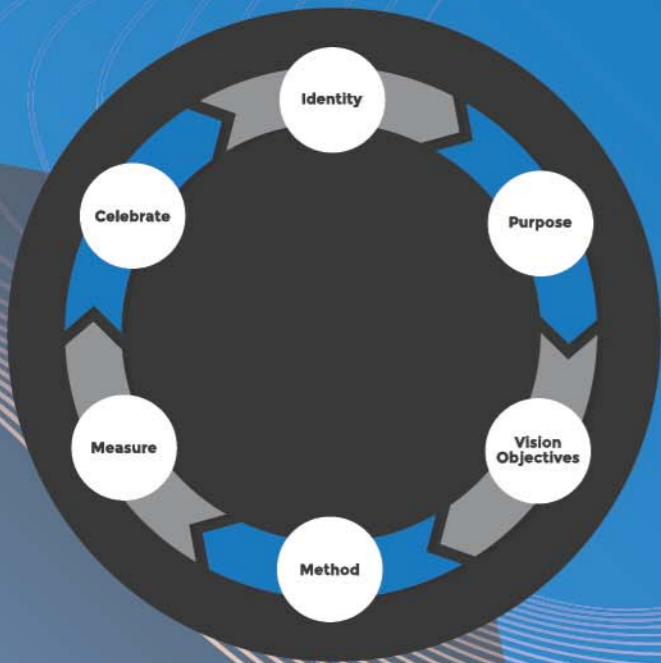 Identity
Purpose
Vision
Objectives
Method
Measure
Celebrate